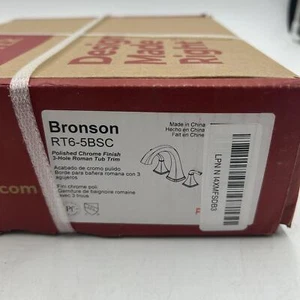 Design
Made
Right
Bronson
RT6-5BSC
Polished Chrome Finish
3-Hole Roman Tub Trim
Made in China
Hecho en China
Fait en Chine
Acabado de cromo pulido
Borde para bañera romana con 3
agujeros
Fini chrome poli
Garniture de baignoire romaine
avec 3 trous
.com